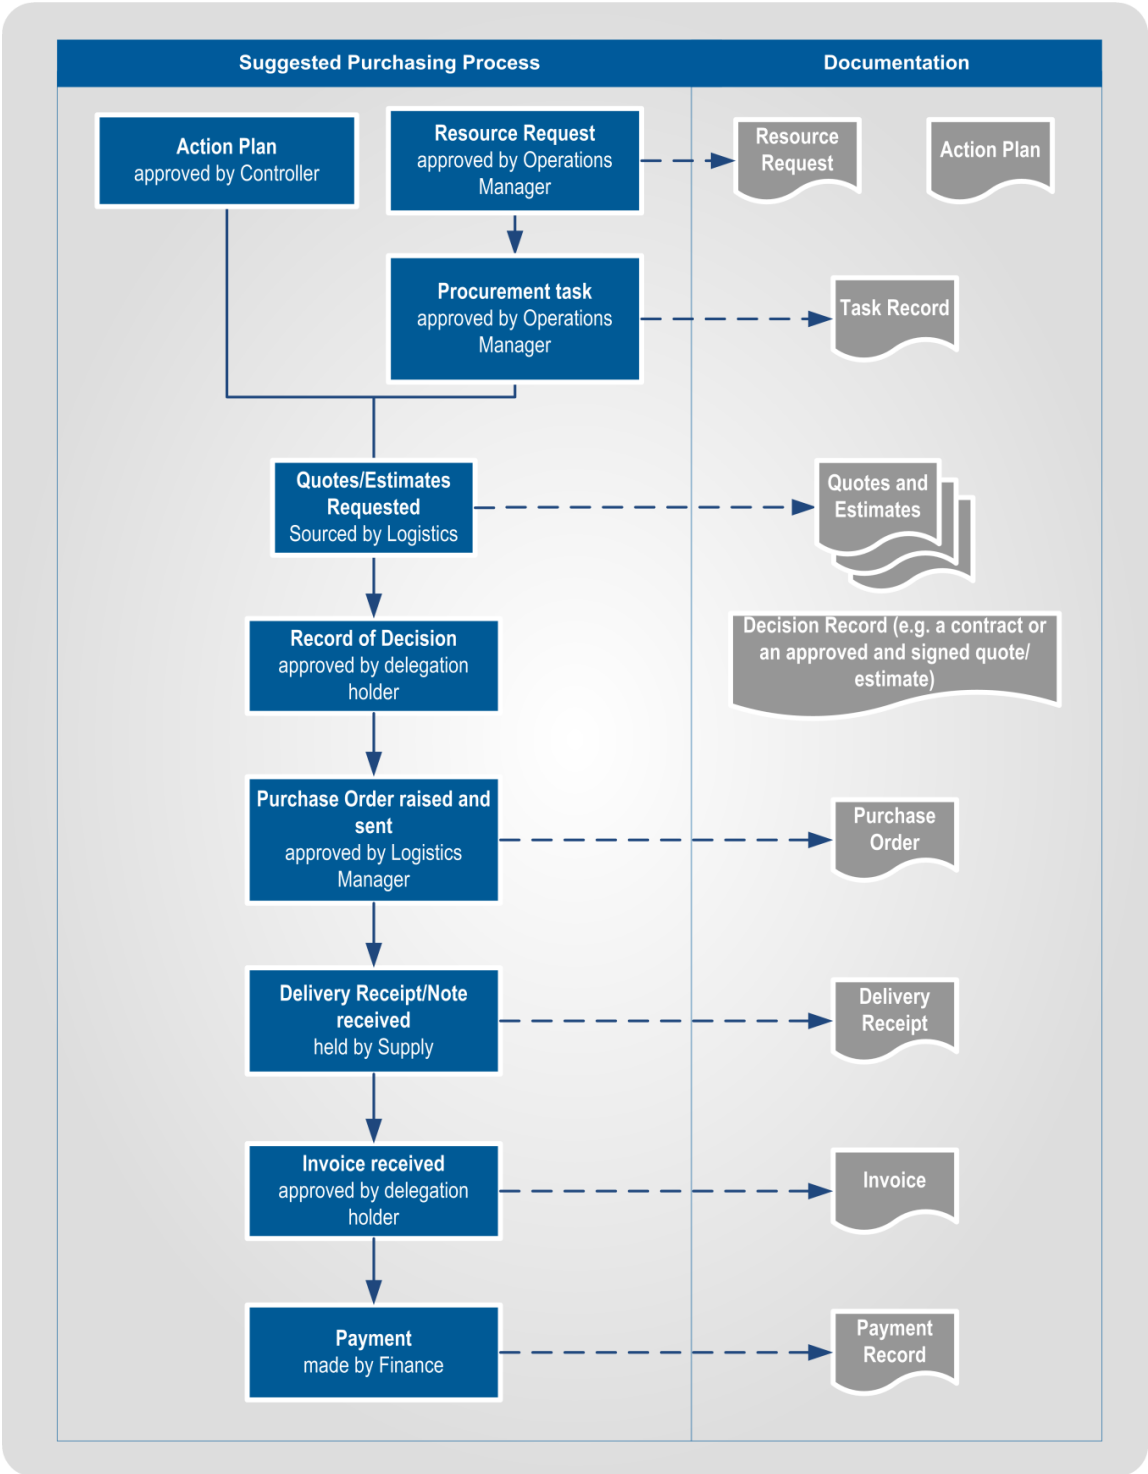 Suggested Purchasing Process
Documentation
Action Plan
approved by Controller
Resource Request
approved by Operations
Manager
Resource
Request
Action Plan
Procurement task
approved by Operations
Manager
Task Record
Quotes/Estimates
Requested
Sourced by Logistics
Quotes and
Estimates
Record of Decision
approved by delegation
holder
Decision Record (e.g. a contract or
an approved and signed quote/
estimate)
Purchase Order raised and
sent
approved by Logistics
Manager
Purchase
Order
Delivery Receipt/Note
received
held by Supply
Delivery
Receipt
Invoice received
approved by delegation
holder
Invoice
Payment
made by Finance
Payment
Record